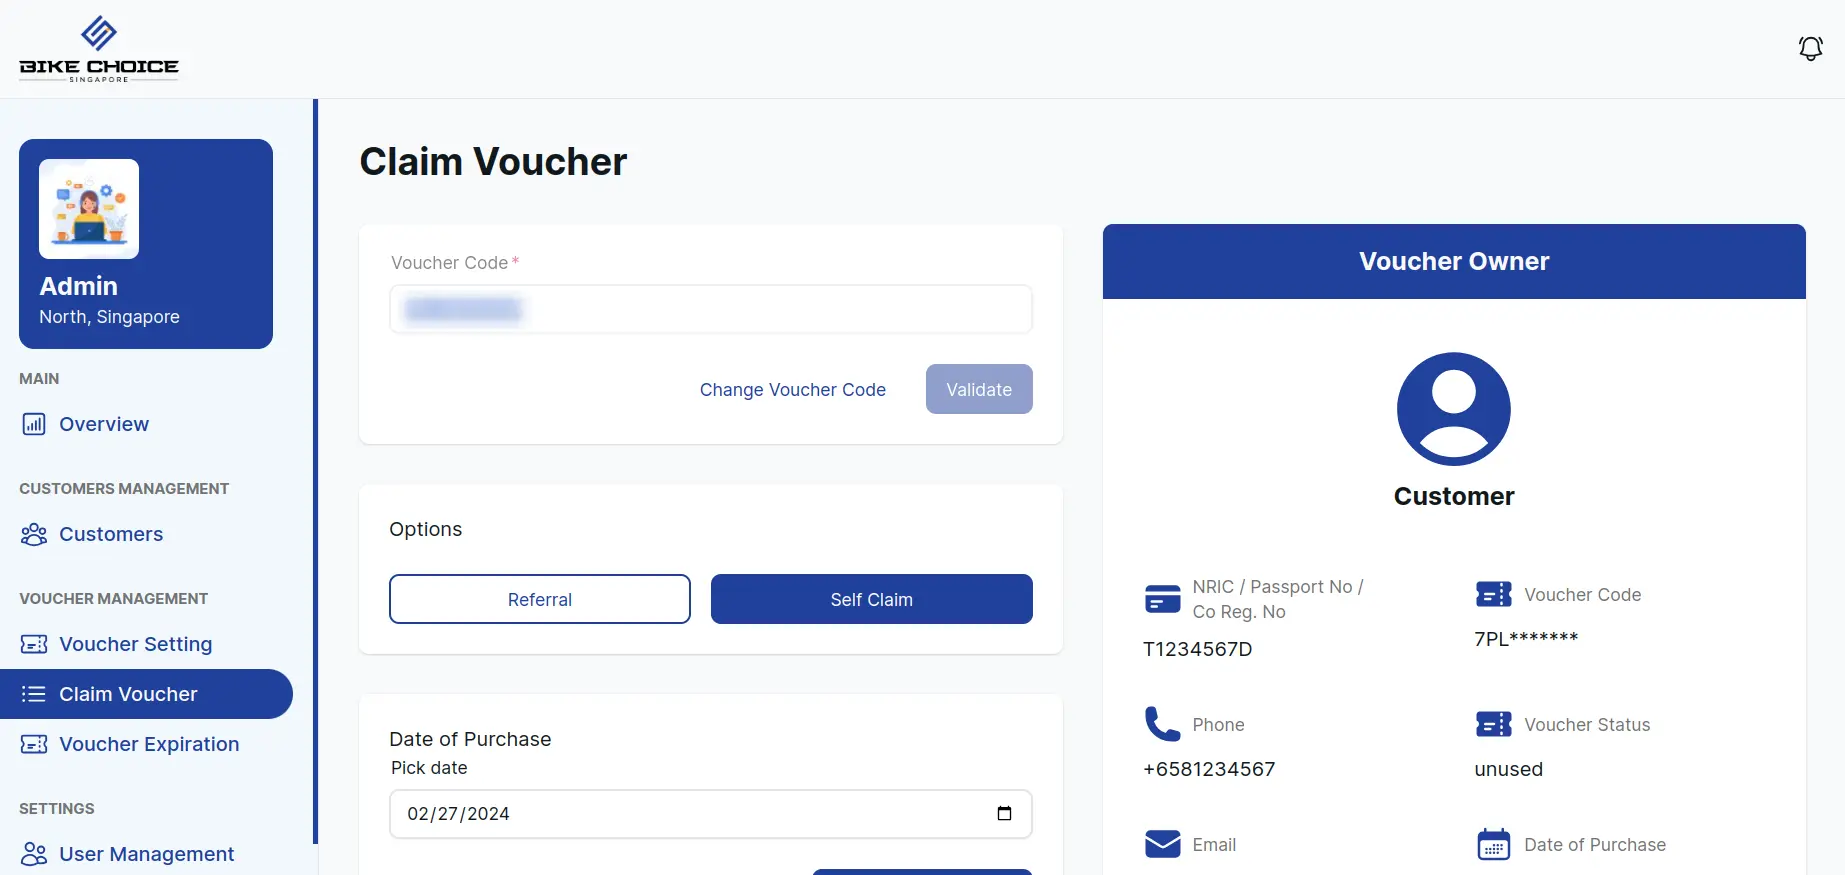 BIKE CHOICE
SINGAPORE
Admin
North, Singapore
MAIN
Overview
CUSTOMERS MANAGEMENT
Customers
VOUCHER MANAGEMENT
Voucher Setting
Claim Voucher
Voucher Expiration
SETTINGS
User Management
Claim Voucher
Voucher Code*
Change Voucher Code
Validate
Options
Referral
Self Claim
Date of Purchase
Pick date
02/27/2024
Voucher Owner
Customer
NRIC / Passport No /
Co Reg. No
T1234567D
Voucher Code
7PL*******
Phone
+6581234567
Voucher Status
unused
Email
Date of Purchase